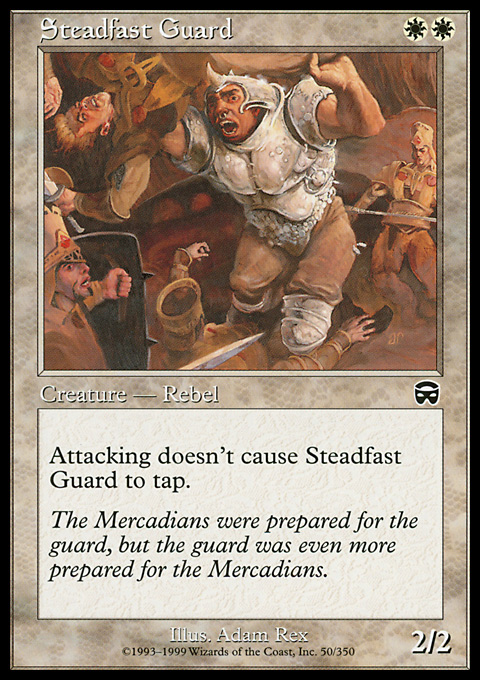 Steadfast Guard
Creature — Rebel
Attacking doesn't cause Steadfast
Guard to tap.
The Mercadians were prepared for the
guard, but the guard was even more
prepared for the Mercadians.
Illus. Adam Rex
©1993–1999 Wizards of the Coast, Inc. 50/350
2/2